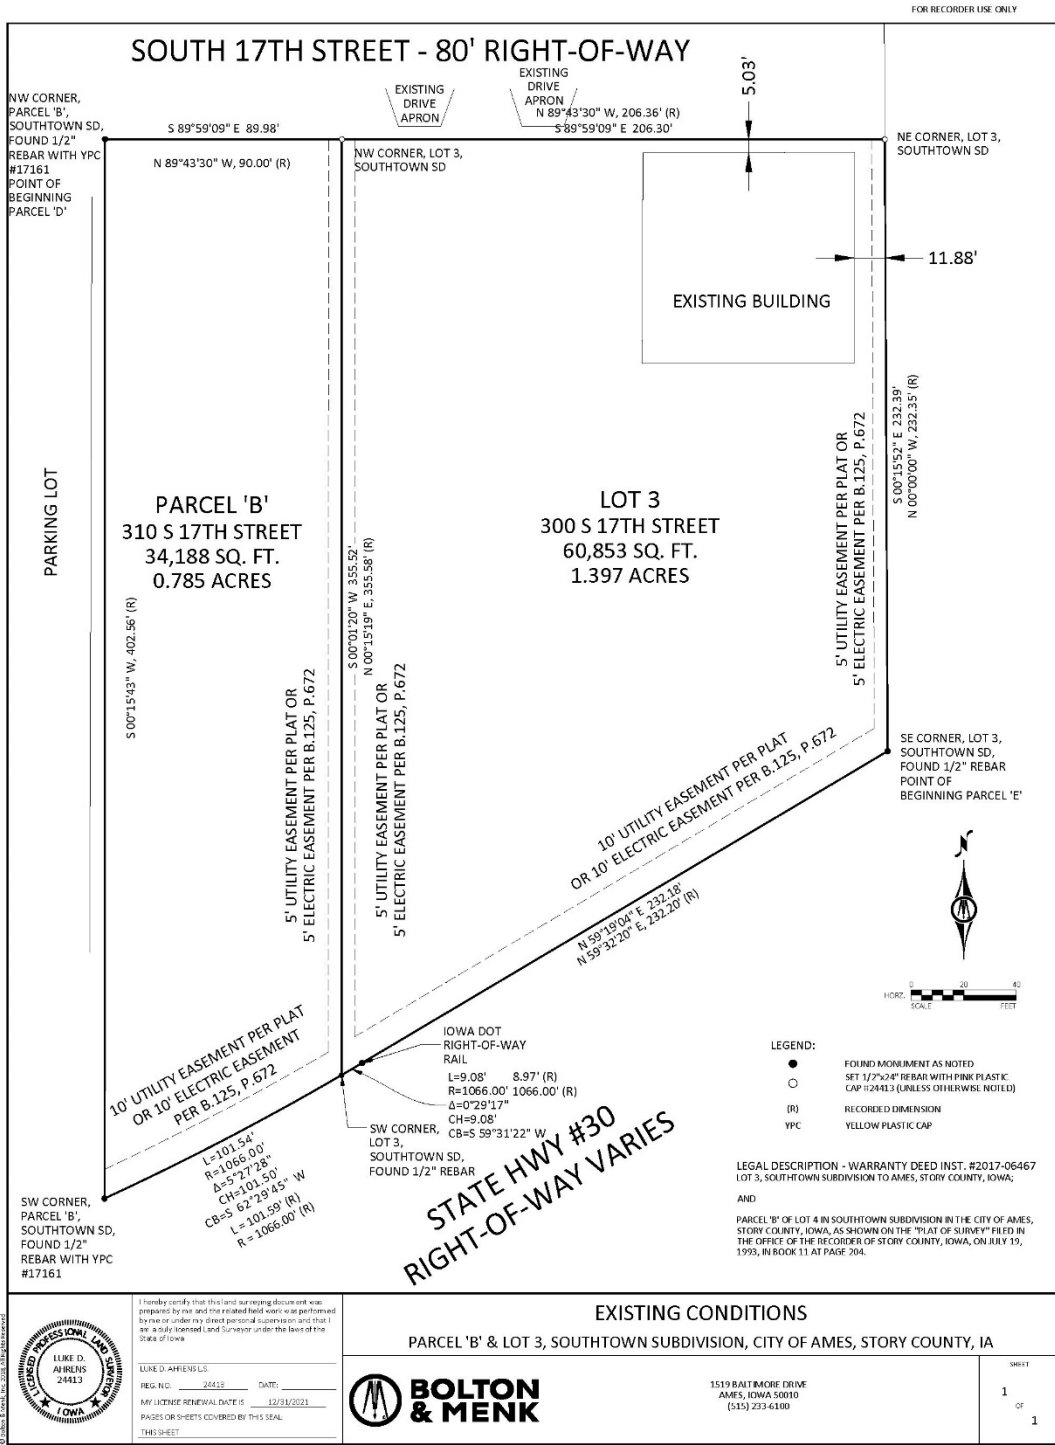 FOR RECORDER USE ONLY
SOUTH 17TH STREET - 80' RIGHT-OF-WAY
NW CORNER,
PARCEL 'B',
SOUTHTOWN SD,
FOUND 1/2"
REBAR WITH YPC
#17161
POINT OF
BEGINNING
PARCEL 'D'
S 89°59'09" E 89.98'
N 89°43'30" W, 90.00' (R)
EXISTING
DRIVE
APRON
EXISTING
DRIVE
APRON
N 89°43'30" W, 206.36' (R)
S 89°59'09" E 206.30'
5.03'
NW CORNER, LOT 3,
SOUTHTOWN SD
NE CORNER, LOT 3,
SOUTHTOWN SD
11.88'
EXISTING BUILDING
S 00°15'52" E 232.39'
N 00°00'00" W, 232.35' (R)
5' UTILITY EASEMENT PER PLAT OR
5' ELECTRIC EASEMENT PER B.125, P.672
PARKING LOT
PARCEL 'B'
310 S 17TH STREET
34,188 SQ. FT.
0.785 ACRES
LOT 3
300 S 17TH STREET
60,853 SQ. FT.
1.397 ACRES
S 00°15'43" W, 402.56' (R)
S 00°01'20" W 355.52'
N 00°15'19" E, 355.58' (R)
5' UTILITY EASEMENT PER PLAT OR
5' ELECTRIC EASEMENT PER B.125, P.672
5' UTILITY EASEMENT PER PLAT OR
5' ELECTRIC EASEMENT PER B.125, P.672
10' UTILITY EASEMENT PER PLAT
OR 10' ELECTRIC EASEMENT PER B.125, P.672
SE CORNER, LOT 3,
SOUTHTOWN SD,
FOUND 1/2" REBAR
POINT OF
BEGINNING PARCEL 'E'
N 59°19'04" E 232.18'
N 59°32'20" E, 232.20' (R)
N
HORZ.
0 20 40
SCALE FEET
10' UTILITY EASEMENT PER PLAT
OR 10' ELECTRIC EASEMENT
PER B.125, P.672
IOWA DOT
RIGHT-OF-WAY
RAIL
L=9.08' 8.97' (R)
R=1066.00' 1066.00' (R)
Δ=0°29'17"
CH=9.08'
CB=S 59°31'22" W
SW CORNER,
LOT 3,
SOUTHTOWN SD,
FOUND 1/2" REBAR
L=101.54'
R=1066.00'
Δ=5°27'28"
CH=101.50'
CB=S 62°29'45" W
L = 101.59' (R)
R = 1066.00' (R)
STATE HWY #30
RIGHT-OF-WAY VARIES
SW CORNER,
PARCEL 'B',
SOUTHTOWN SD,
FOUND 1/2"
REBAR WITH YPC
#17161
LEGEND:
FOUND MONUMENT AS NOTED
SET 1/2"x24" REBAR WITH PINK PLASTIC
CAP #24413 (UNLESS OTHERWISE NOTED)
(R) RECORDED DIMENSION
YPC YELLOW PLASTIC CAP
LEGAL DESCRIPTION - WARRANTY DEED INST. #2017-06467
LOT 3, SOUTHTOWN SUBDIVISION TO AMES, STORY COUNTY, IOWA;
AND
PARCEL 'B' OF LOT 4 IN SOUTHTOWN SUBDIVISION IN THE CITY OF AMES,
STORY COUNTY, IOWA, AS SHOWN ON THE "PLAT OF SURVEY" FILED IN
THE OFFICE OF THE RECORDER OF STORY COUNTY, IOWA, ON JULY 19,
1993, IN BOOK 11 AT PAGE 204.
LICENSED PROFESSIONAL LAND SURVEYOR
LUKE D.
AHRENS
24413
IOWA
I hereby certify that this land surveying document was
prepared by me and the related field work was performed
by me or under my direct personal supervision and that I
am a duly licensed Land Surveyor under the laws of the
State of Iowa
LUKE D. AHRENS L.S.
REG. NO. 24413 DATE:
MY LICENSE RENEWAL DATE IS 12/31/2021
PAGES OR SHEETS COVERED BY THIS SEAL
THIS SHEET
EXISTING CONDITIONS
PARCEL 'B' & LOT 3, SOUTHTOWN SUBDIVISION, CITY OF AMES, STORY COUNTY, IA
BOLTON
& MENK
1519 BALTIMORE DRIVE
AMES, IOWA 50010
(515) 233-6100
SHEET
1
OF
1